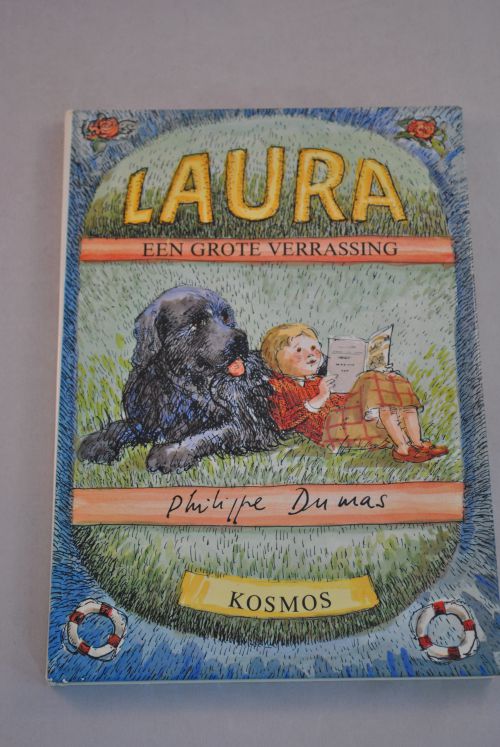 LAURA
EEN GROTE VERRASSING
Philippe Dumas
KOSMOS